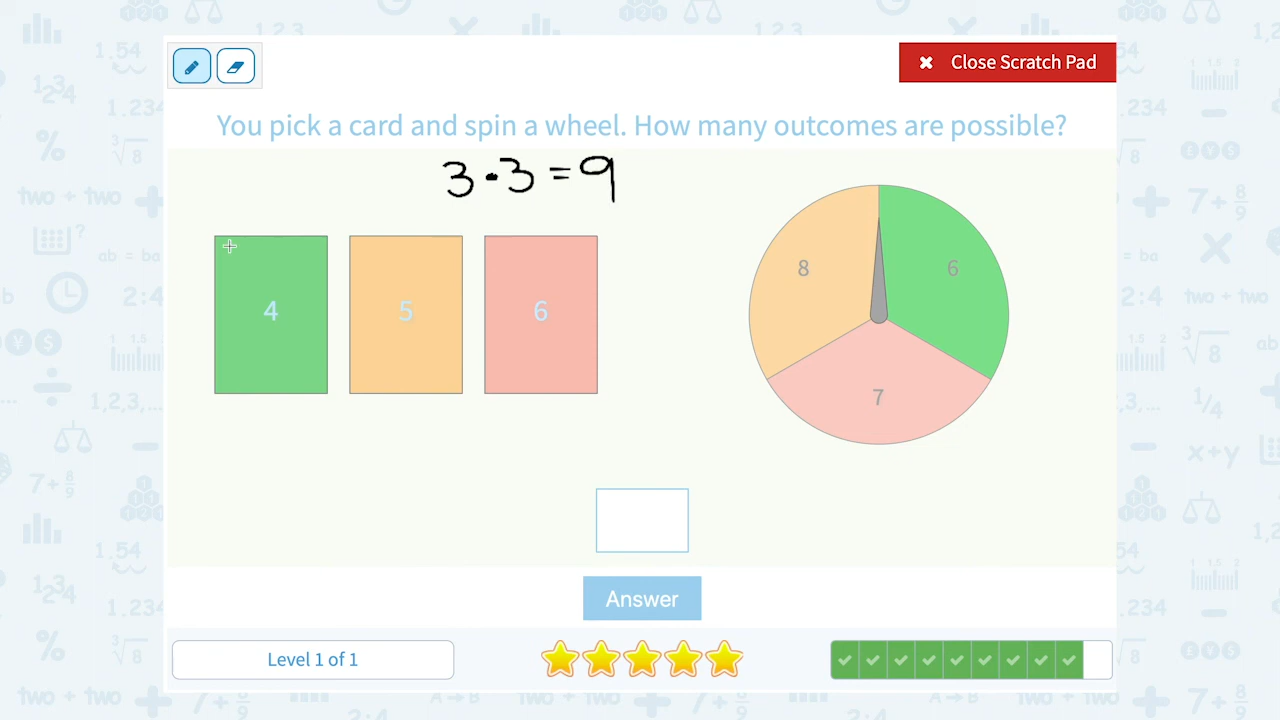 Close Scratch Pad
You pick a card and spin a wheel. How many outcomes are possible?
3·3=9
4 5 6
8 6
7
Answer
Level 1 of 1